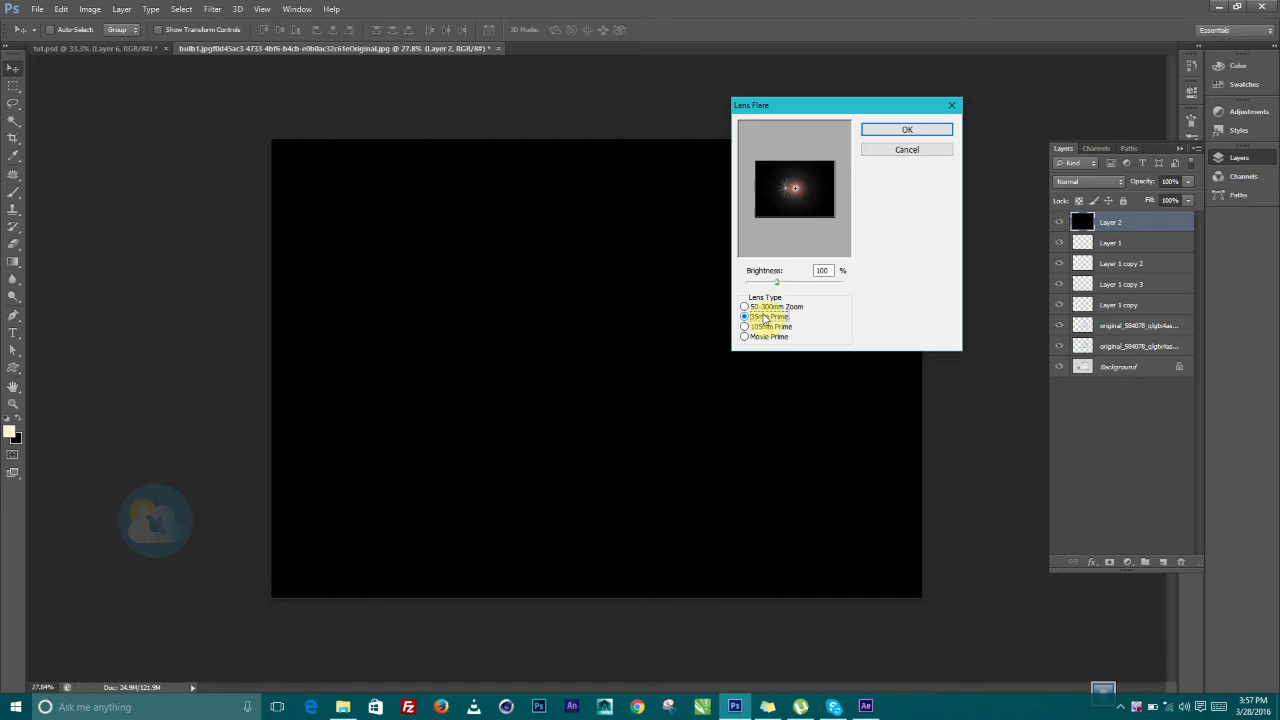 Ps File Edit Image Layer Type Select Filter 3D View Window Help
Auto-Select: Group Show Transform Controls 3D Mode: Essentials
tut.psd @ 33.3% (Layer 6, RGB/8#) * × bulb1.jpgf0d45ac3-4733-4bf6-b4cb-e0b0ac32c61eOriginal.jpg @ 27.8% (Layer 2, RGB/8#) * ×
Lens Flare
OK
Cancel
Brightness: 100 %
Lens Type
50-300mm Zoom
35mm Prime
105mm Prime
Movie Prime
Layers Channels Paths
Kind
Normal Opacity: 100%
Lock: Fill: 100%
Layer 2
Layer 1
Layer 1 copy 2
Layer 1 copy 3
Layer 1 copy
Background
Color
Swatches
Adjustments
Styles
Layers
Channels
Paths
27.84% Doc: 24.9M/121.9M
Ask me anything
Ps An Ps Ae
3:57 PM
3/28/2016